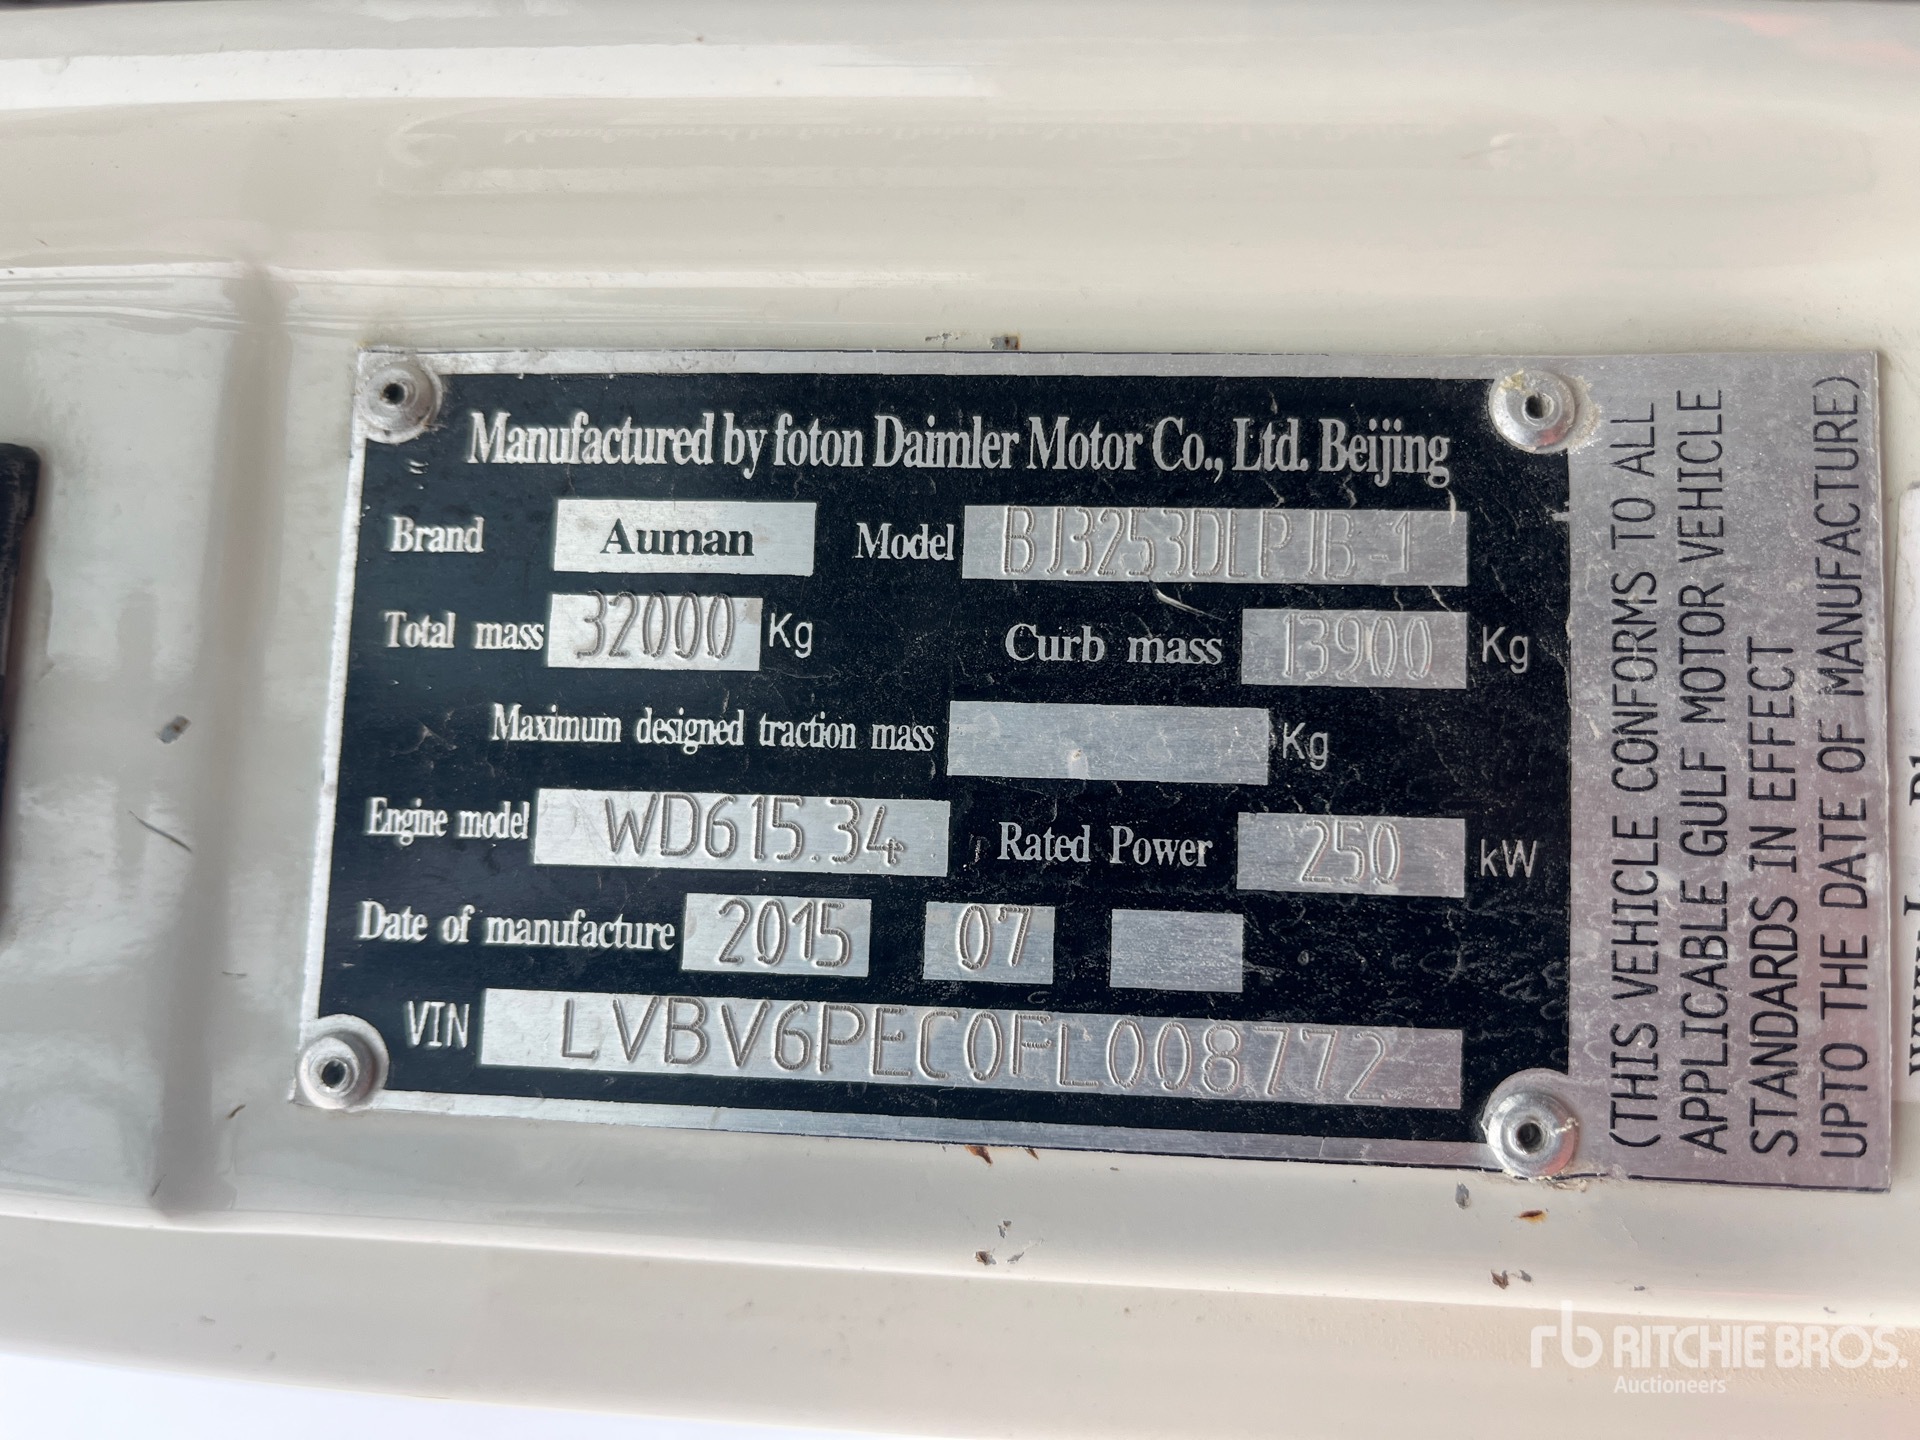 Manufactured by foton Daimler Motor Co., Ltd. Beijing
Brand Auman Model BJ3253DLPJB-1
Total mass 32000 Kg Curb mass 13900 Kg
Maximum designed traction mass Kg
Engine model WD615.34 Rated Power 250 kW
Date of manufacture 2015 07
VIN LVBV6PEC0FL008772
(THIS VEHICLE CONFORMS TO ALL
APPLICABLE GULF MOTOR VEHICLE
STANDARDS IN EFFECT
UPTO THE DATE OF MANUFACTURE)
rb RITCHIE BROS.
Auctioneers